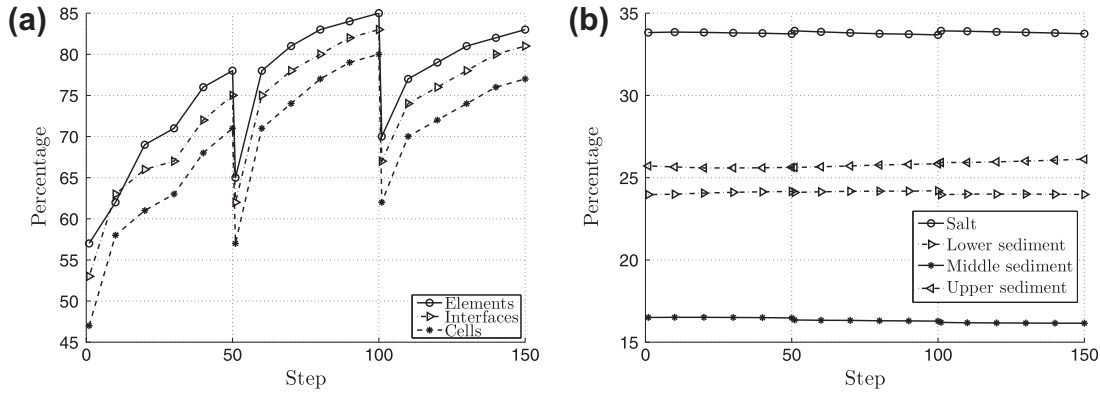 (a)
85
80
75
70
65
60
55
50
45
Percentage
0 50 100 150
Step
Elements
Interfaces
Cells
(b)
35
30
25
20
15
Percentage
0 50 100 150
Step
Salt
Lower sediment
Middle sediment
Upper sediment